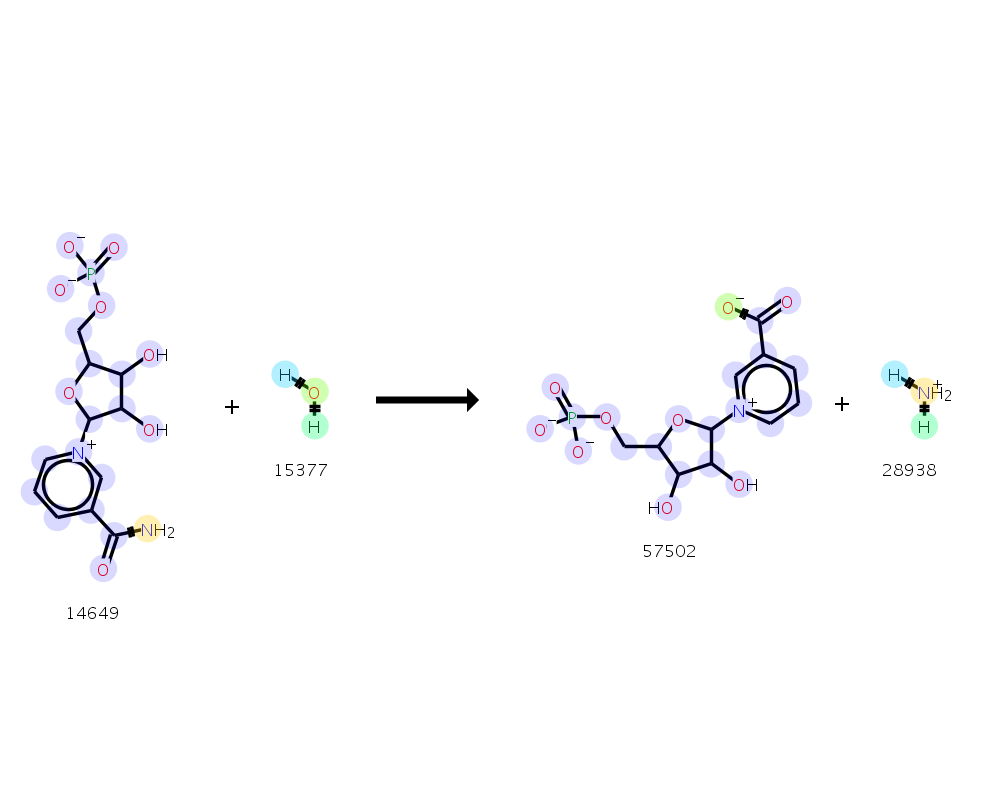 O⁻ O
P
O⁻
O
OH
O
OH
N⁺
NH₂
O
14649
+
H
O
H
15377
O⁻ O
N⁺
O
P
O
O⁻
O⁻
O
OH
HO
57502
+
H
NH₂⁺
H
28938